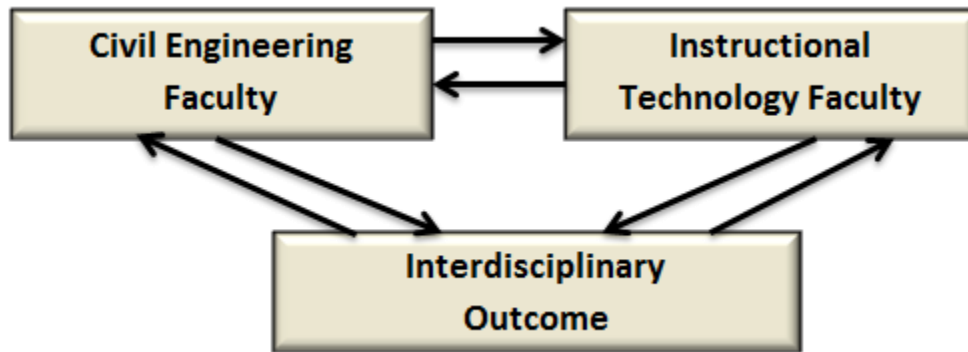 Civil Engineering
Faculty
Instructional
Technology Faculty
Interdisciplinary
Outcome